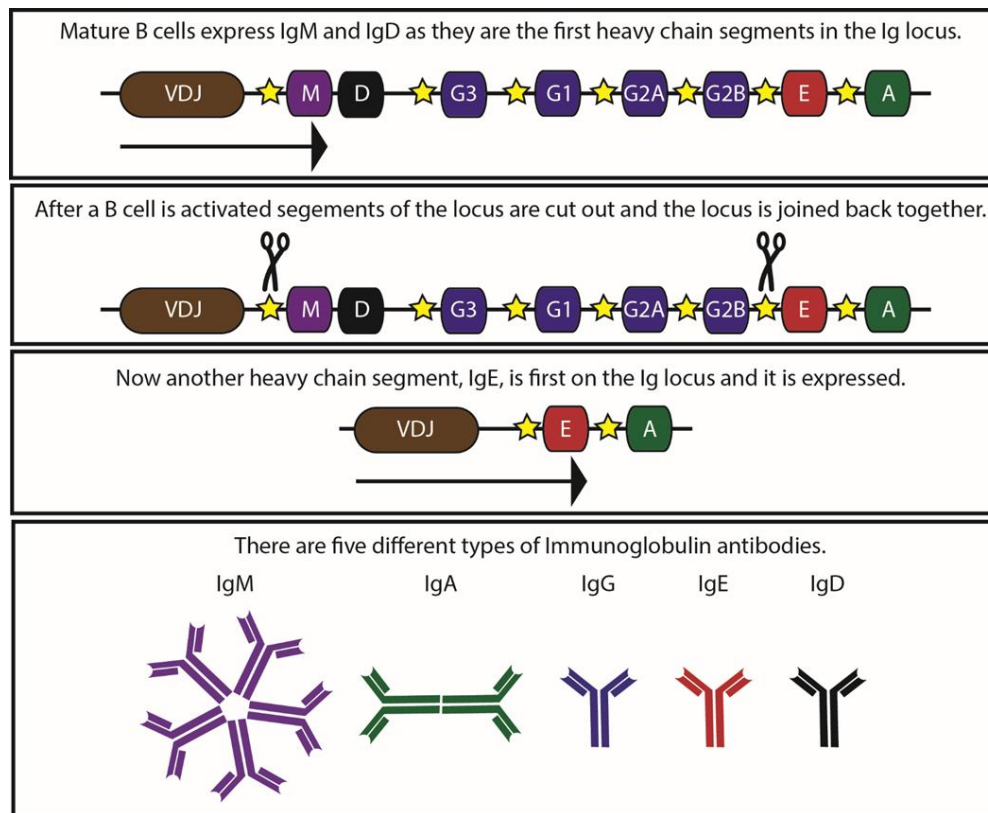 Mature B cells express IgM and IgD as they are the first heavy chain segments in the Ig locus.
VDJ M D G3 G1 G2A G2B E A
After a B cell is activated segements of the locus are cut out and the locus is joined back together.
VDJ M D G3 G1 G2A G2B E A
Now another heavy chain segment, IgE, is first on the Ig locus and it is expressed.
VDJ E A
There are five different types of Immunoglobulin antibodies.
IgM IgA IgG IgE IgD